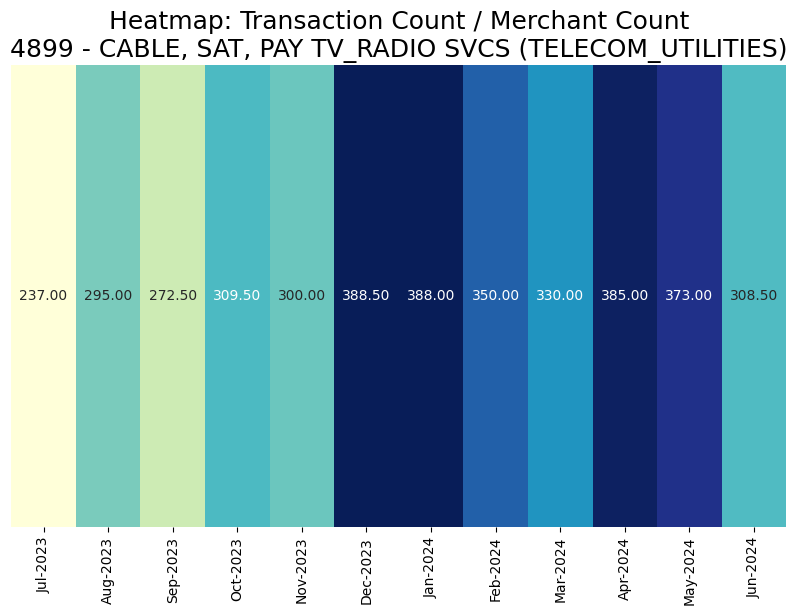 Heatmap: Transaction Count / Merchant Count
4899 - CABLE, SAT, PAY TV_RADIO SVCS (TELECOM_UTILITIES)
237.00 295.00 272.50 309.50 300.00 388.50 388.00 350.00 330.00 385.00 373.00 308.50
Jul-2023 Aug-2023 Sep-2023 Oct-2023 Nov-2023 Dec-2023 Jan-2024 Feb-2024 Mar-2024 Apr-2024 May-2024 Jun-2024